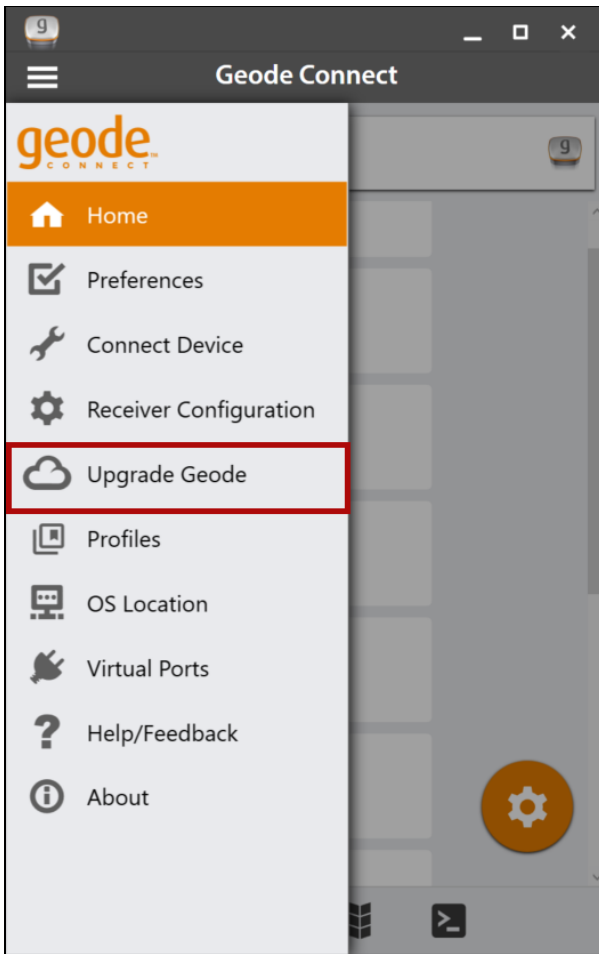 g
Geode Connect
geode™
CONNECT
g
Home
Preferences
Connect Device
Receiver Configuration
Upgrade Geode
Profiles
OS Location
Virtual Ports
Help/Feedback
About